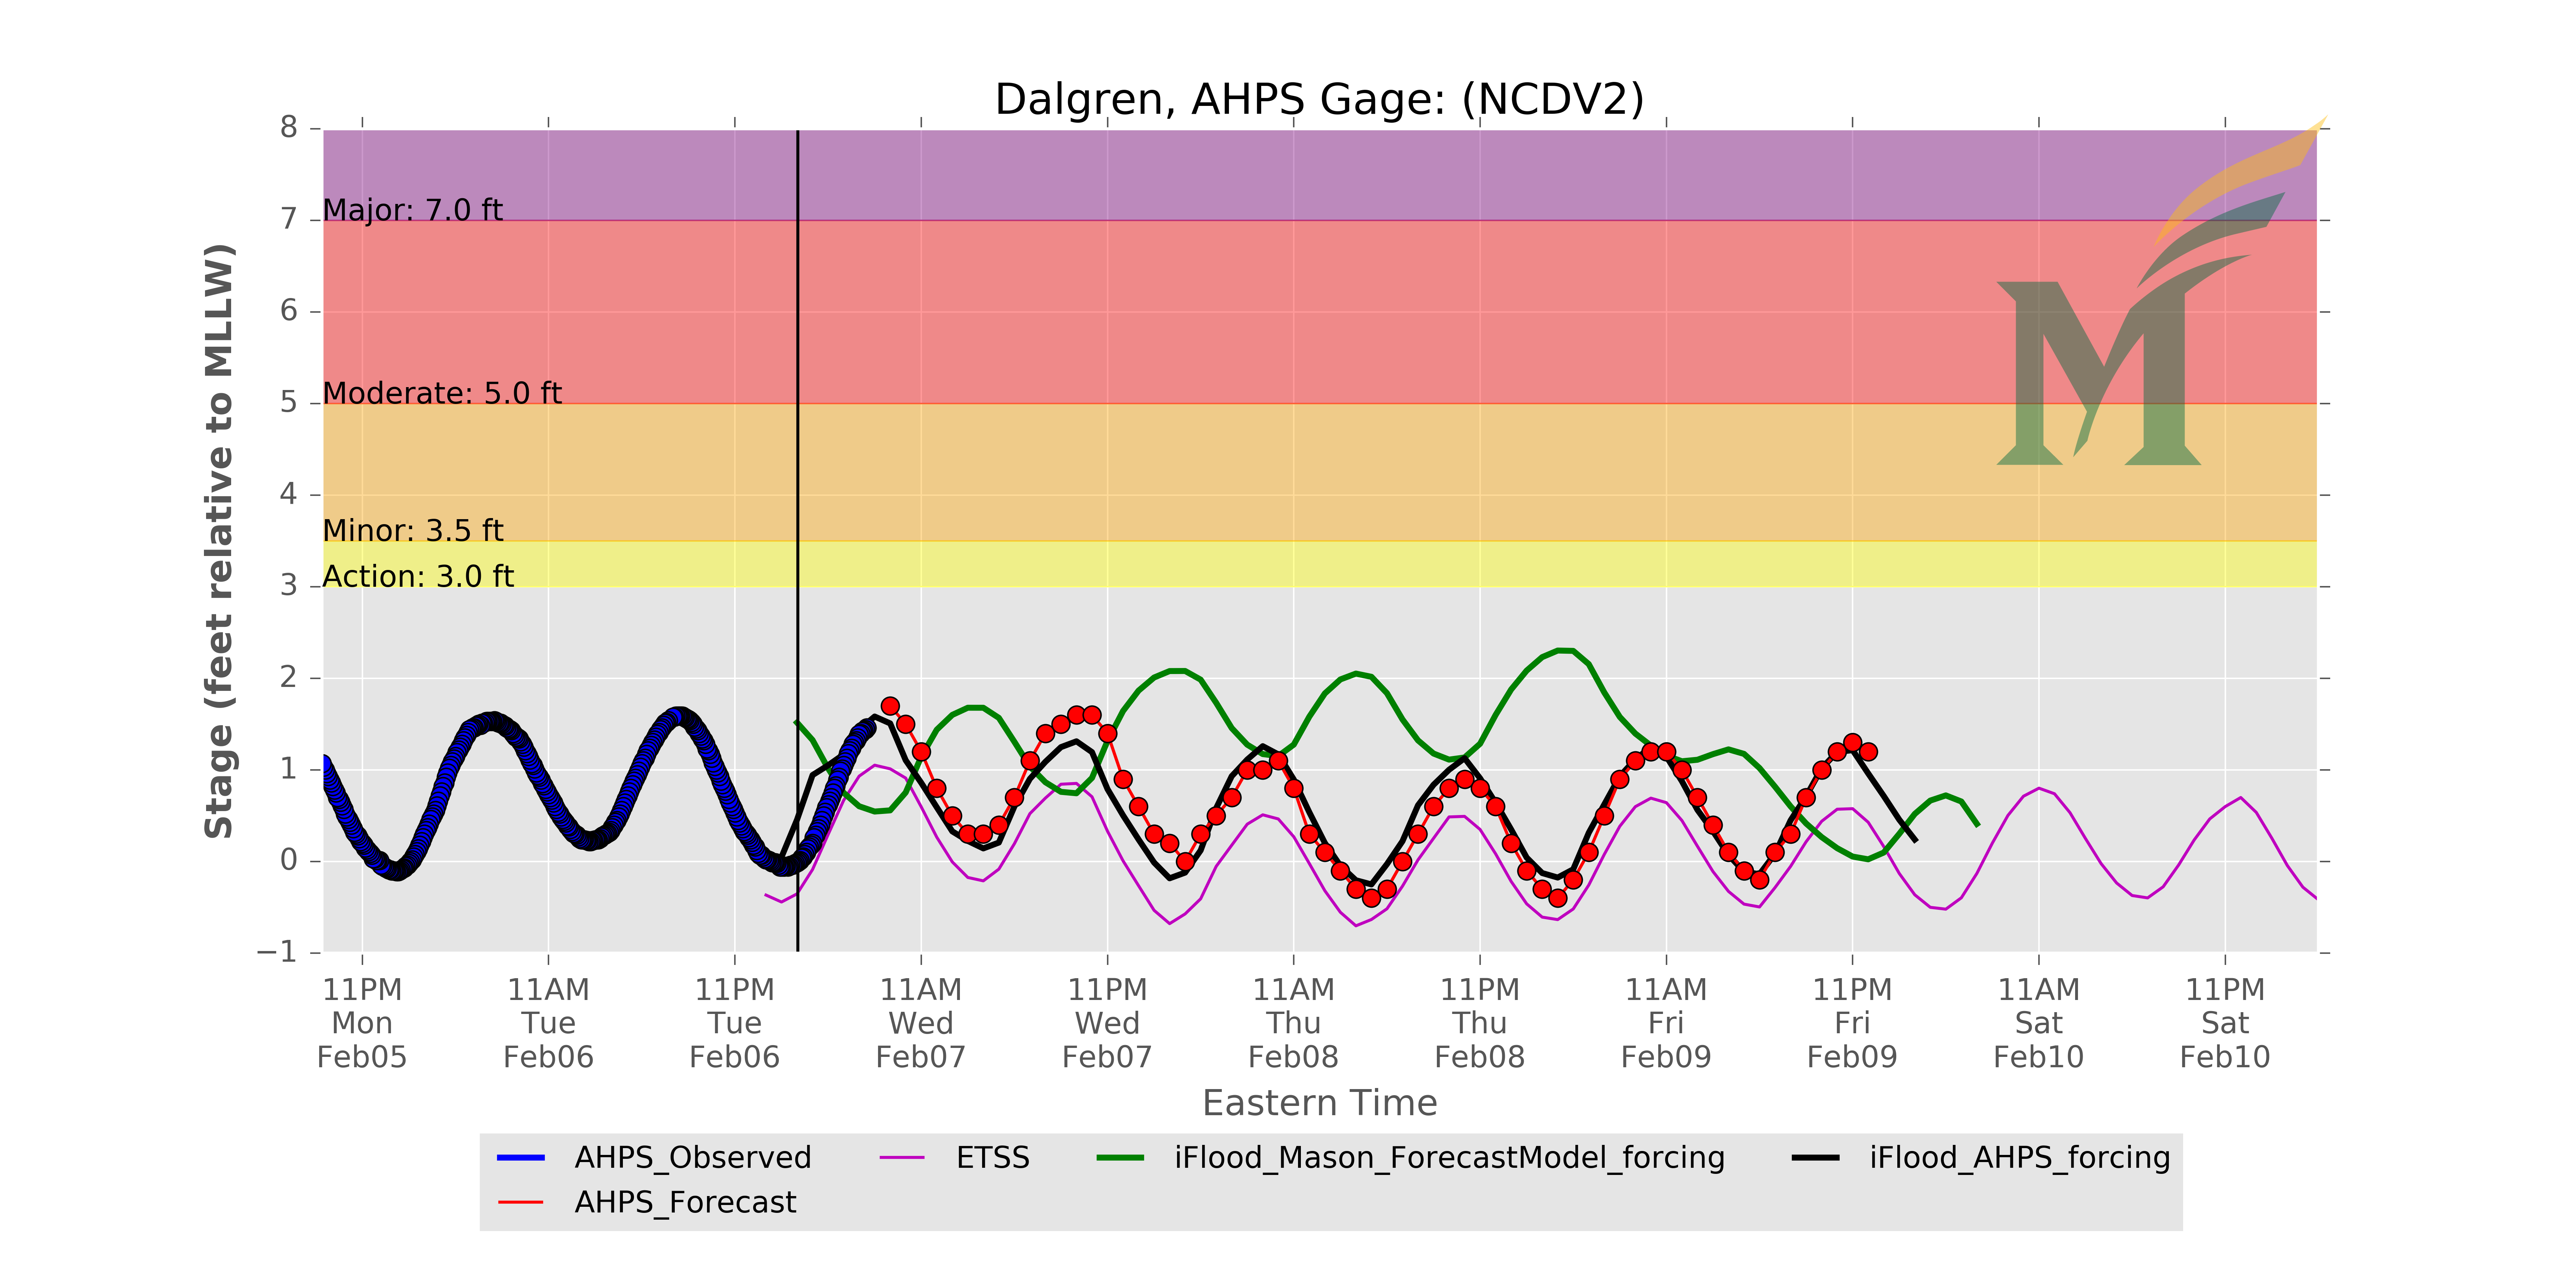 Dalgren, AHPS Gage: (NCDV2)
Stage (feet relative to MLLW)
8
7
6
5
4
3
2
1
0
−1
Major: 7.0 ft
Moderate: 5.0 ft
Minor: 3.5 ft
Action: 3.0 ft
M
11PM 11AM 11PM 11AM 11PM 11AM 11PM 11AM 11PM 11AM 11PM
Mon Tue Tue Wed Wed Thu Thu Fri Fri Sat Sat
Feb05 Feb06 Feb06 Feb07 Feb07 Feb08 Feb08 Feb09 Feb09 Feb10 Feb10
Eastern Time
AHPS_Observed ETSS iFlood_Mason_ForecastModel_forcing iFlood_AHPS_forcing
AHPS_Forecast